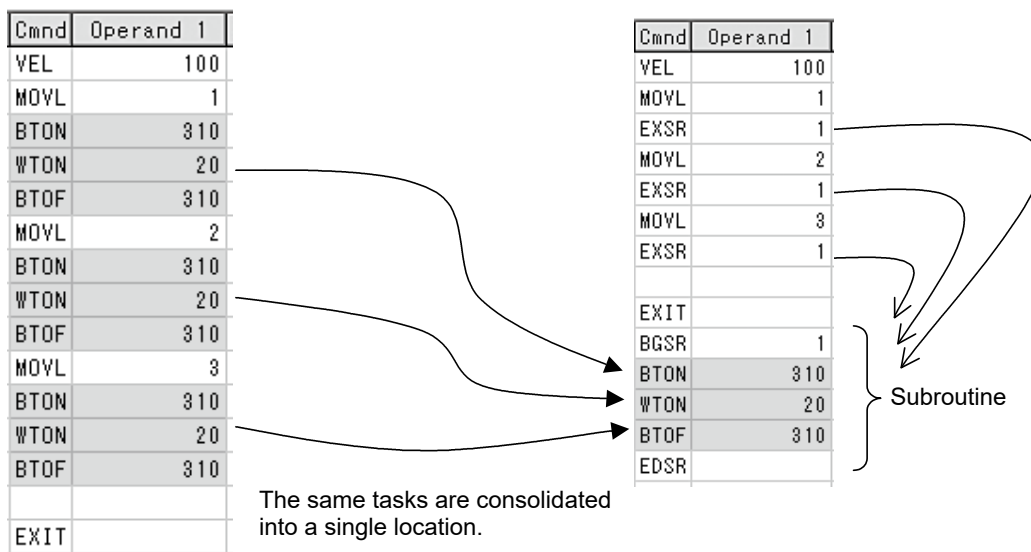 Cmnd Operand 1
VEL 100
MOVL 1
BTON 310
WTON 20
BTOF 310
MOVL 2
BTON 310
WTON 20
BTOF 310
MOVL 3
BTON 310
WTON 20
BTOF 310
EXIT
The same tasks are consolidated
into a single location.
Cmnd Operand 1
VEL 100
MOVL 1
EXSR 1
MOVL 2
EXSR 1
MOVL 3
EXSR 1
EXIT
BGSR 1
BTON 310
WTON 20
BTOF 310
EDSR
Subroutine